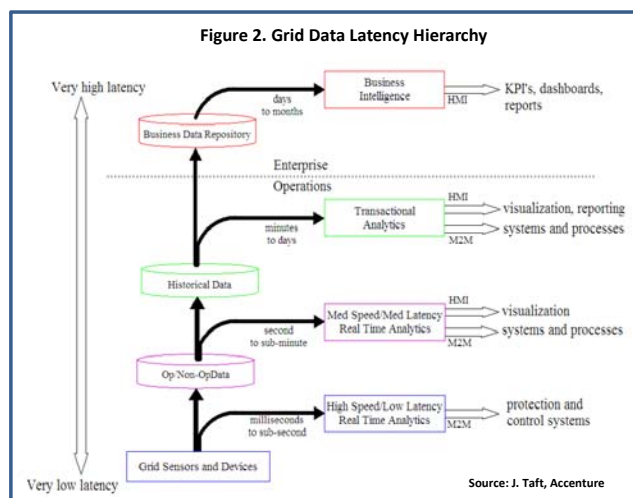 Figure 2. Grid Data Latency Hierarchy
Very high latency
days
to months
Business
Intelligence
HMI
KPI's, dashboards,
reports
Business Data Repository
Enterprise
Operations
minutes
to days
Transactional
Analytics
HMI
visualization, reporting
systems and processes
M2M
Historical Data
second
to sub-minute
Med Speed/Med Latency
Real Time Analytics
HMI
visualization
systems and processes
M2M
Op/Non-OpData
milliseconds
to sub-second
High Speed/Low Latency
Real Time Analytics
M2M
protection and
control systems
Grid Sensors and Devices
Very low latency
Source: J. Taft, Accenture